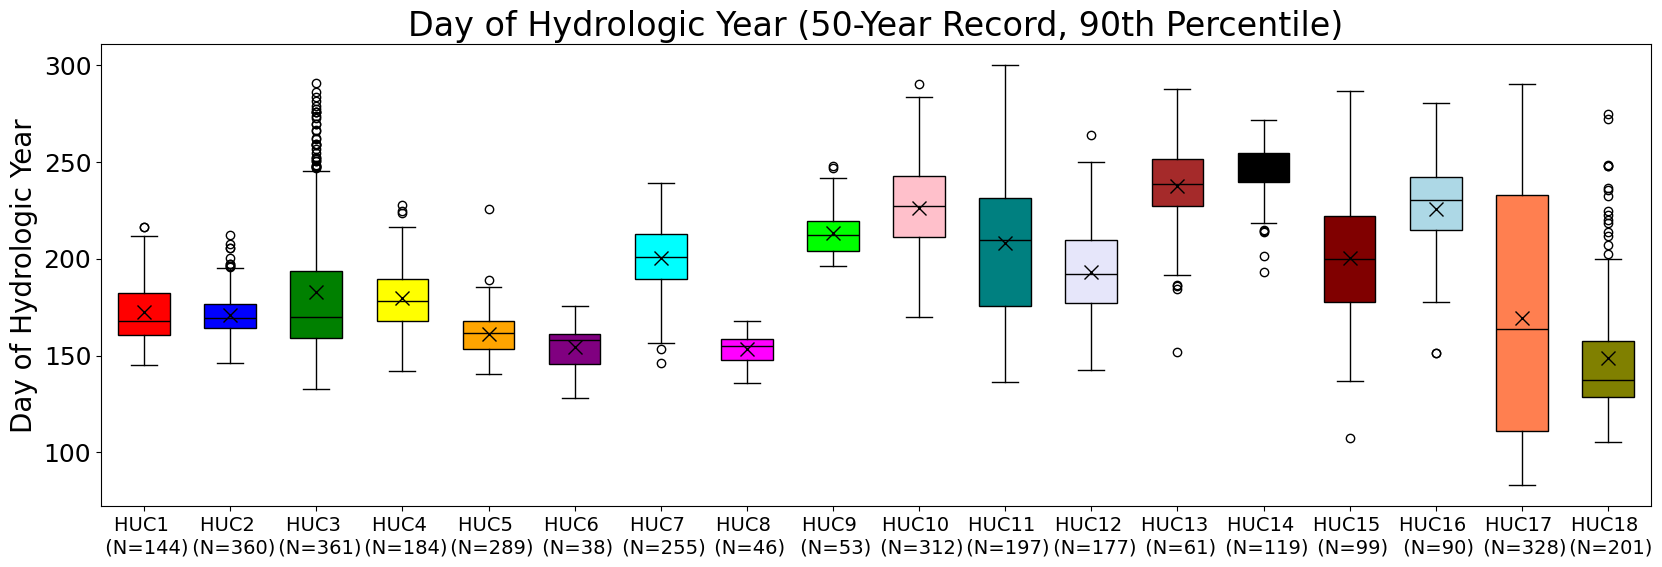 Day of Hydrologic Year (50-Year Record, 90th Percentile)
Day of Hydrologic Year
300
250
200
150
100
HUC1 HUC2 HUC3 HUC4 HUC5 HUC6 HUC7 HUC8 HUC9 HUC10 HUC11 HUC12 HUC13 HUC14 HUC15 HUC16 HUC17 HUC18
(N=144) (N=360) (N=361) (N=184) (N=289) (N=38) (N=255) (N=46) (N=53) (N=312) (N=197) (N=177) (N=61) (N=119) (N=99) (N=90) (N=328) (N=201)